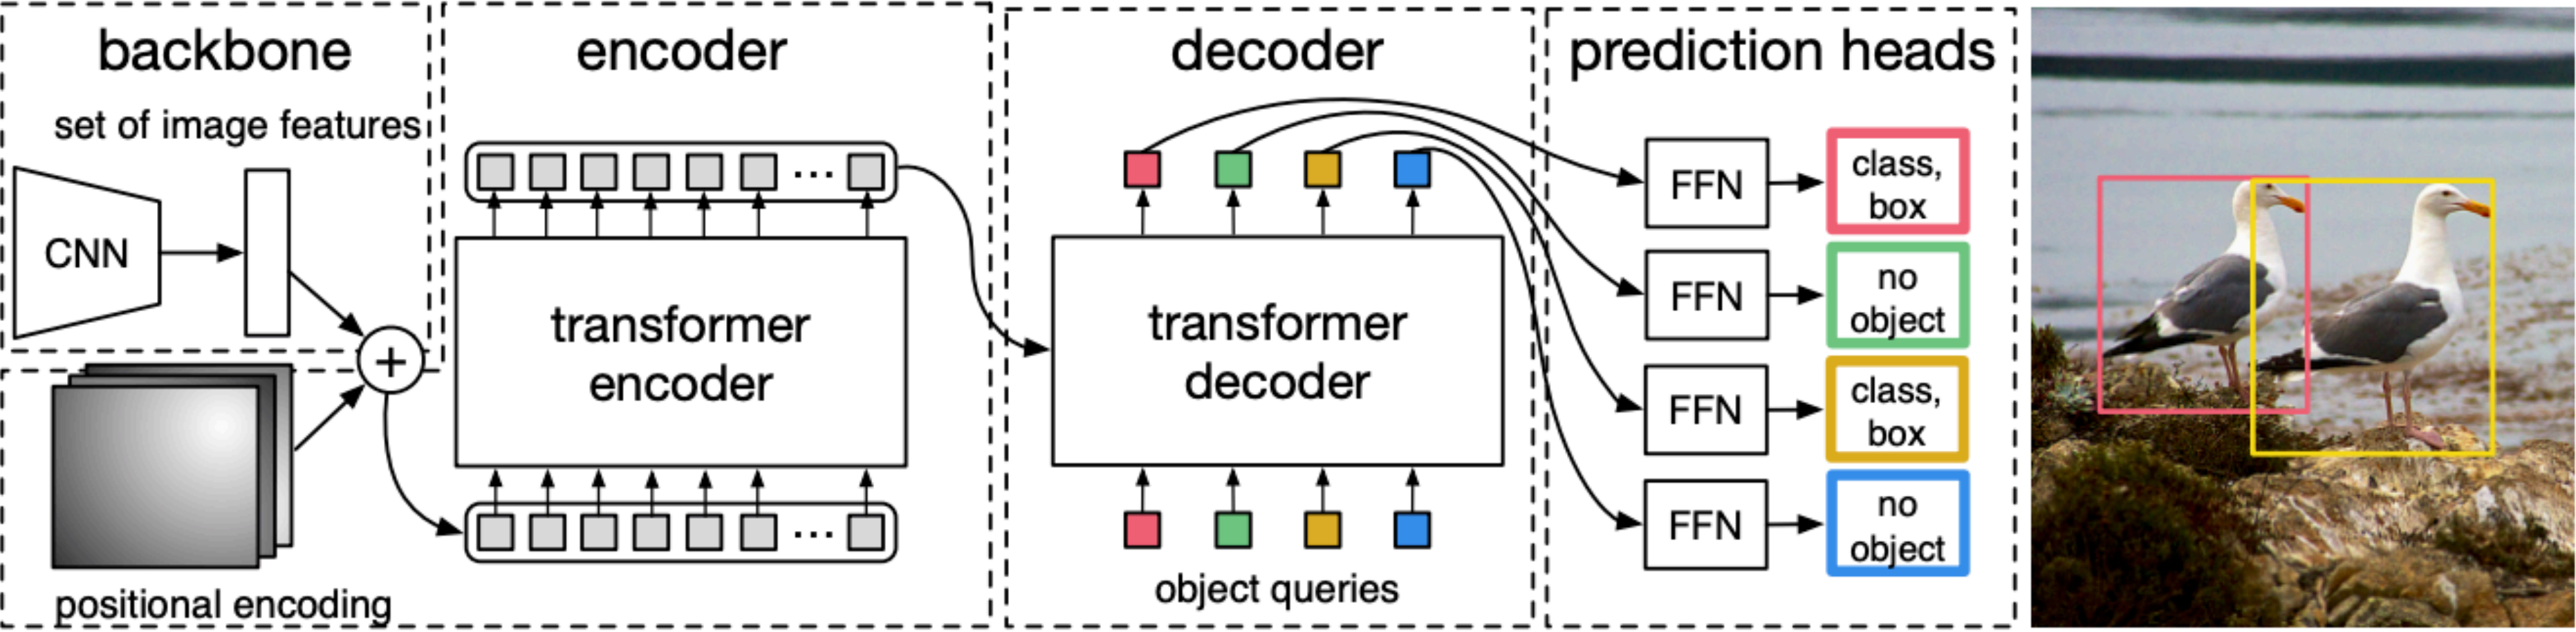 backbone
set of image features
CNN
+
positional encoding
encoder
...
transformer
encoder
...
decoder
transformer
decoder
object queries
prediction heads
FFN
class,
box
FFN
no
object
FFN
class,
box
FFN
no
object